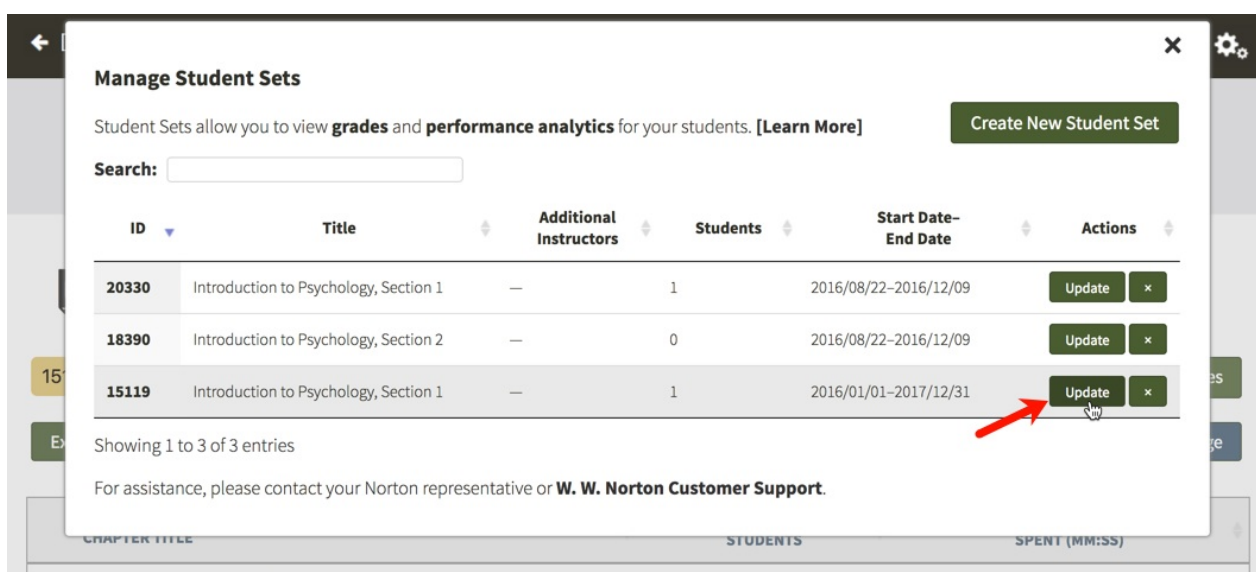 Manage Student Sets
Student Sets allow you to view grades and performance analytics for your students. [Learn More]
Create New Student Set
Search:
ID Title Additional Instructors Students Start Date– End Date Actions
20330 Introduction to Psychology, Section 1 — 1 2016/08/22–2016/12/09 Update ×
18390 Introduction to Psychology, Section 2 — 0 2016/08/22–2016/12/09 Update ×
15119 Introduction to Psychology, Section 1 — 1 2016/01/01–2017/12/31 Update ×
Showing 1 to 3 of 3 entries
For assistance, please contact your Norton representative or W. W. Norton Customer Support.
CHAPTER TITLE STUDENTS SPENT (MM:SS)